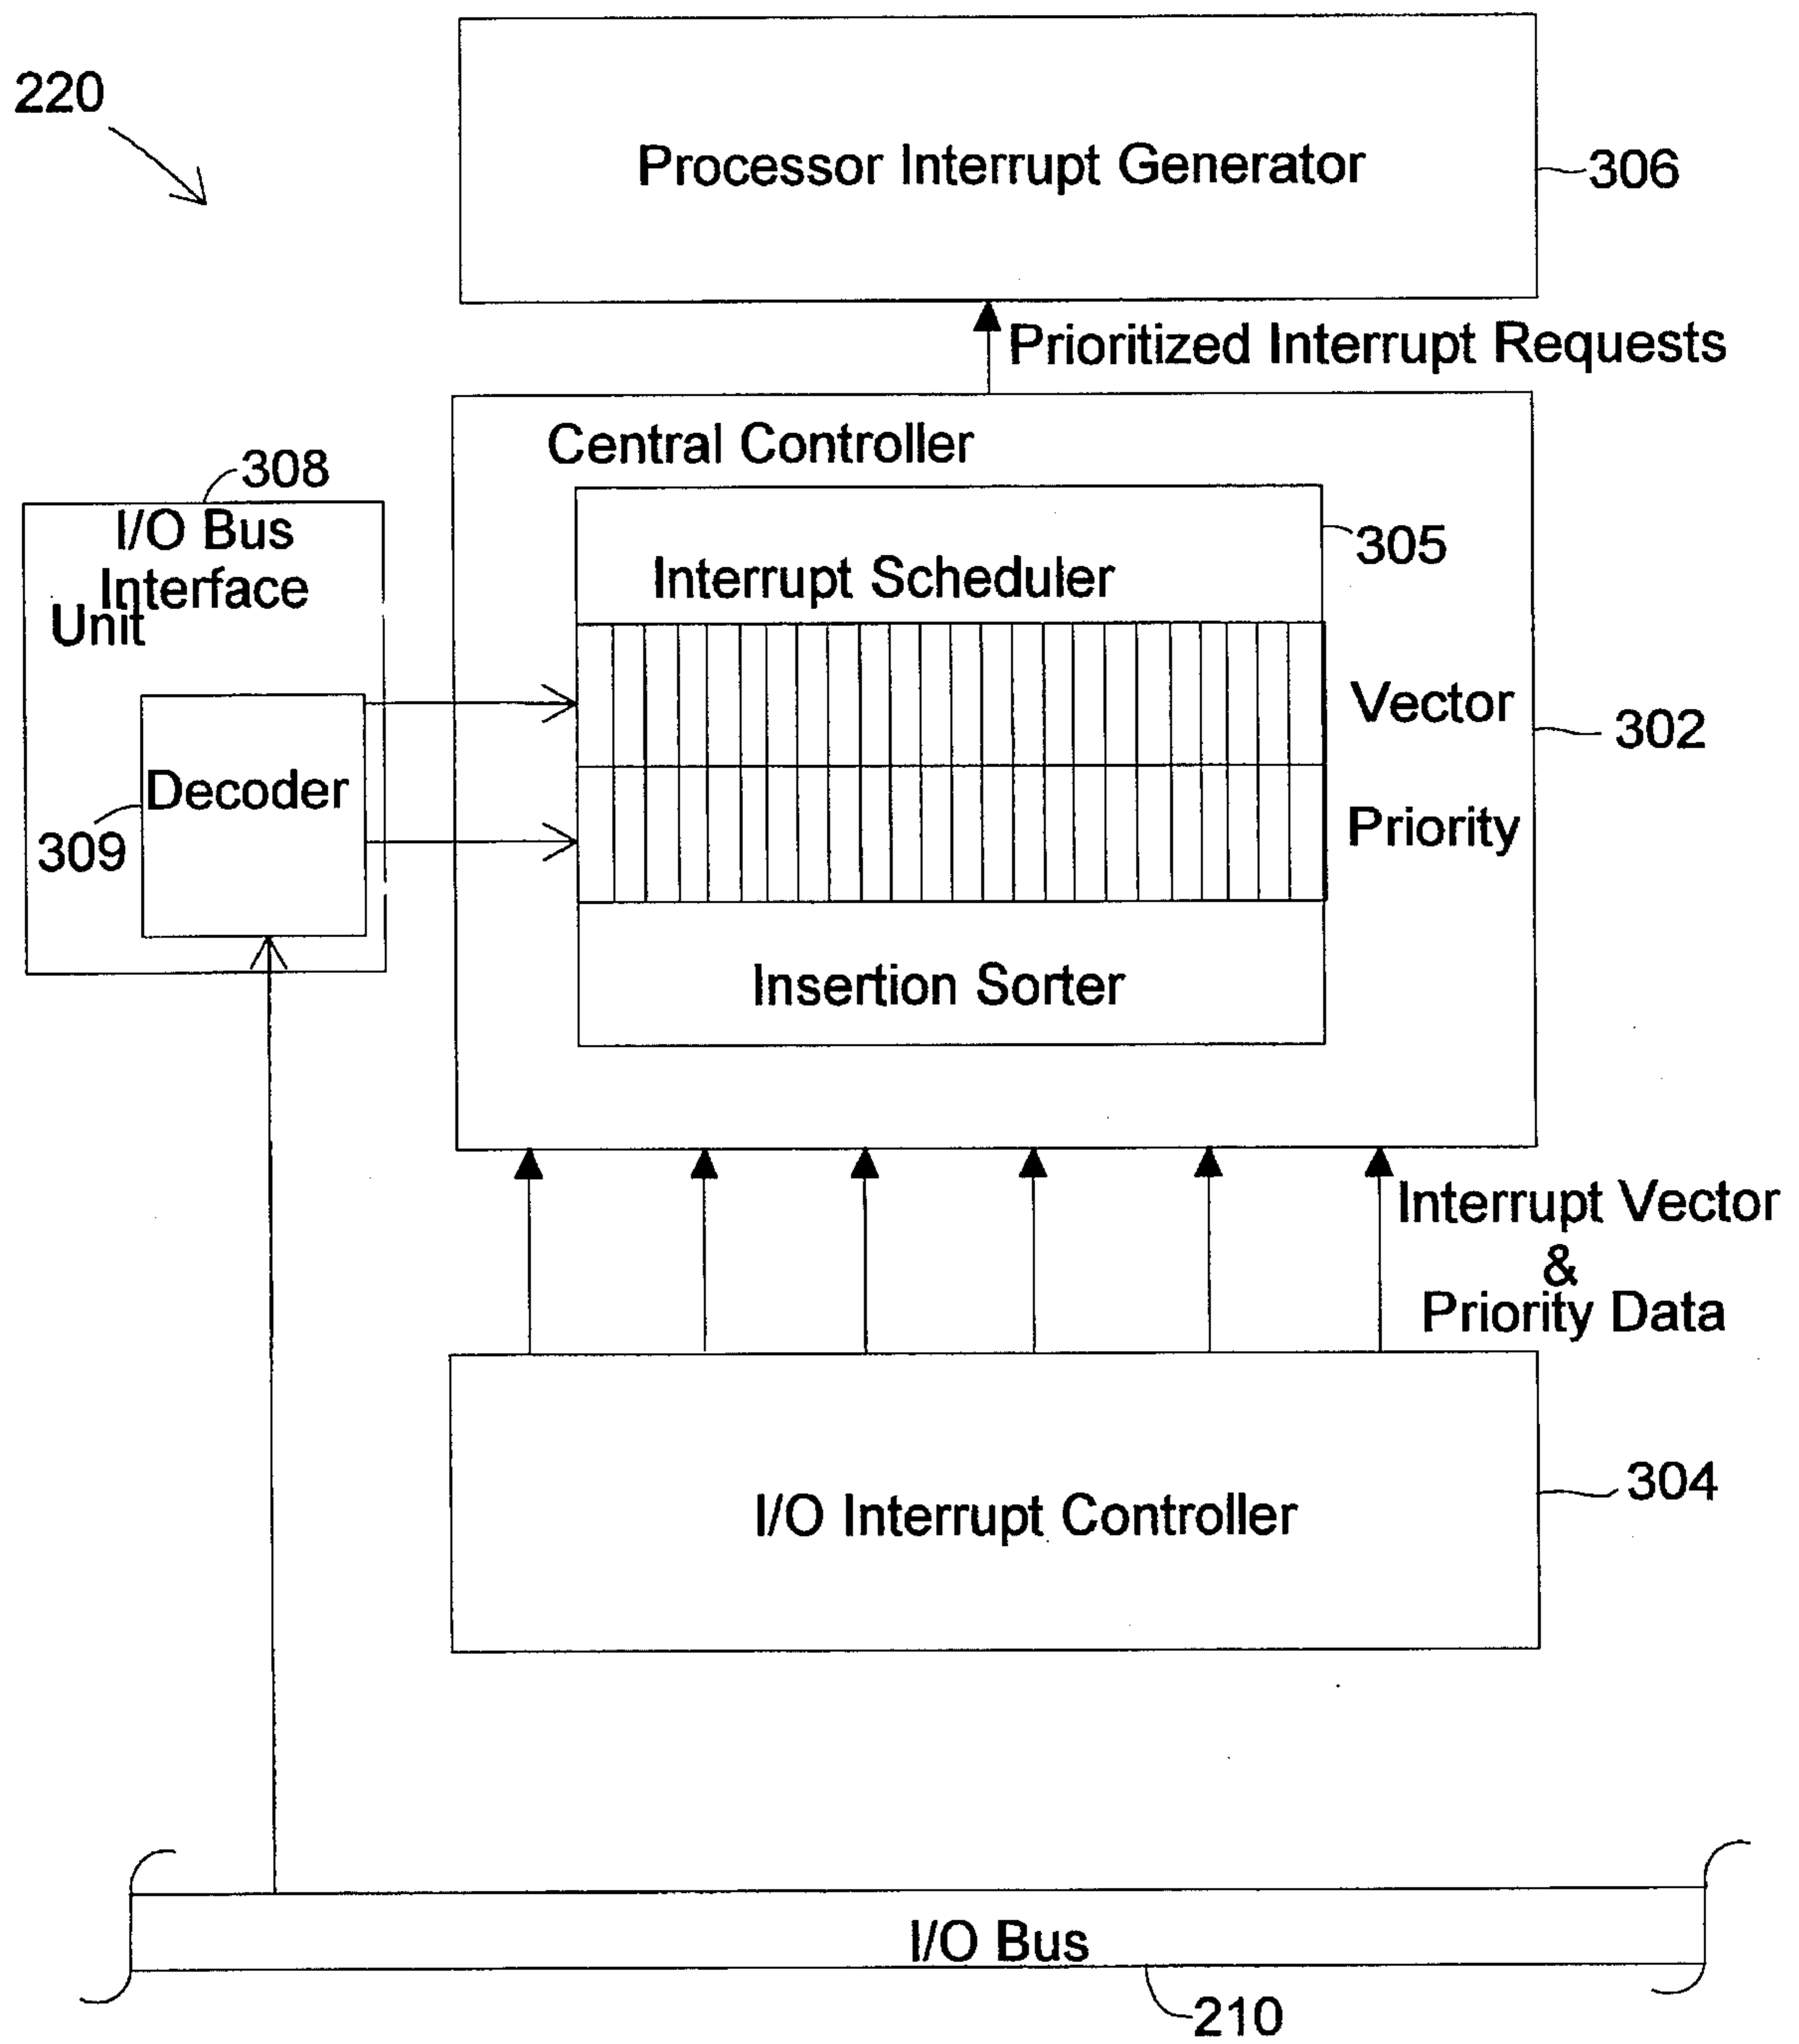 220
Processor Interrupt Generator
306
Prioritized Interrupt Requests
Central Controller
308
I/O Bus
Interface
Unit
305
Interrupt Scheduler
Vector
302
Decoder
Priority
309
Insertion Sorter
Interrupt Vector
&
Priority Data
304
I/O Interrupt Controller
I/O Bus
210